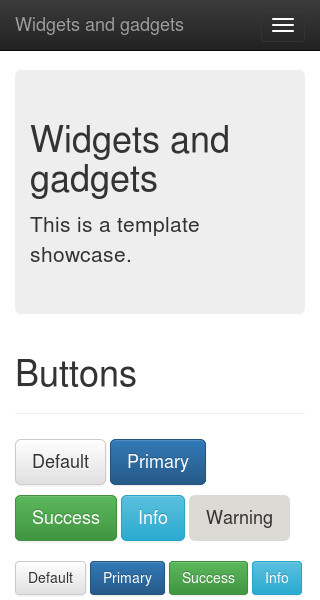 Widgets and gadgets
Widgets and
gadgets
This is a template
showcase.
Buttons
Default Primary
Success Info Warning
Default Primary Success Info